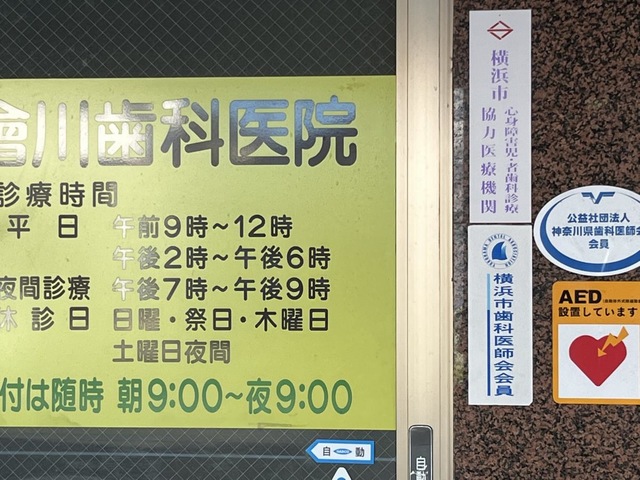 川歯科医院
診療時間
平日 午前9時～12時
午後2時～午後6時
夜間診療 午後7時～午後9時
休診日 日曜・祭日・木曜日
土曜日夜間
付は随時 朝9:00～夜9:00
自動
自動
横浜市
心身障害児・者歯科診療
協力医療機関
YOKOHAMA DENTAL ASSOCIATION
横浜市歯科医師会会員
公益社団法人
神奈川県歯科医師会
会員
AED
設置しています